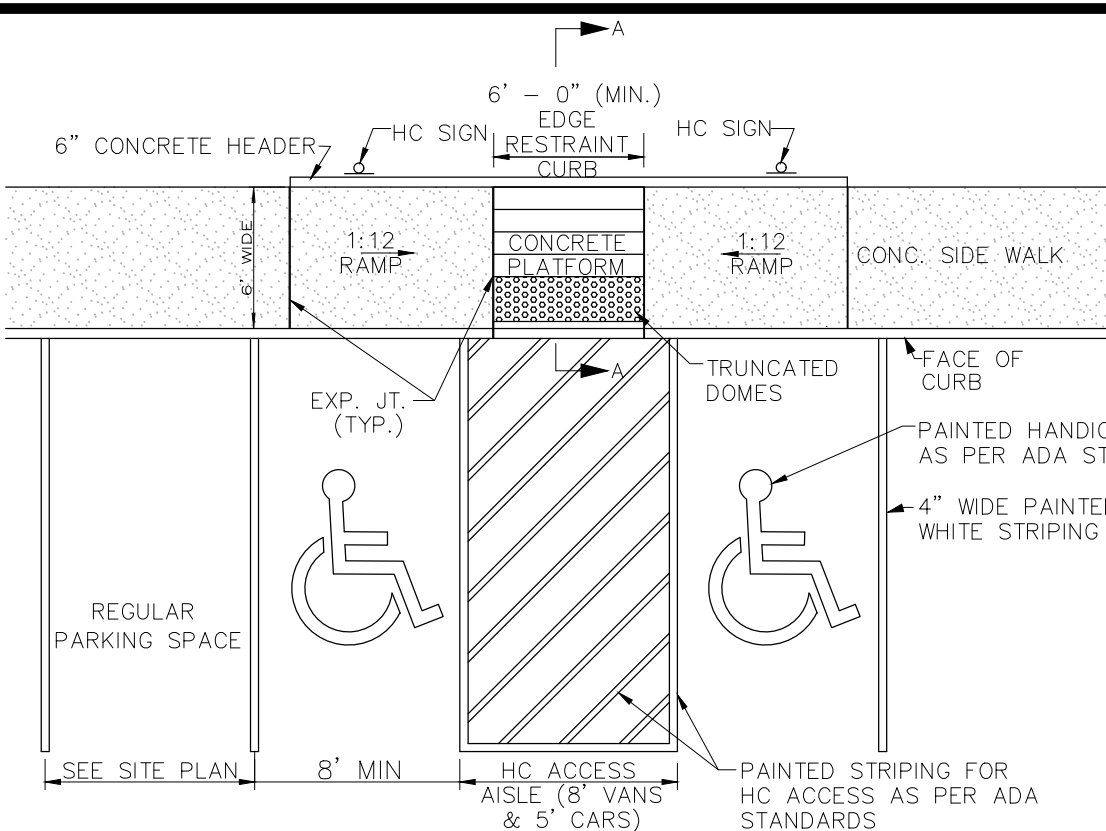 A
6' - 0" (MIN.)
EDGE
RESTRAINT
CURB
HC SIGN
HC SIGN
6" CONCRETE HEADER
6' WIDE
1:12
RAMP
CONCRETE
PLATFORM
1:12
RAMP
CONC. SIDE WALK
A
TRUNCATED
DOMES
FACE OF
CURB
EXP. JT.
(TYP.)
PAINTED
AS PER ADA
4" WIDE
WHITE STRIPING
REGULAR
PARKING SPACE
SEE SITE PLAN
8' MIN
HC ACCESS
AISLE (8' VANS
& 5' CARS)
PAINTED STRIPING FOR
HC ACCESS AS PER ADA
STANDARDS